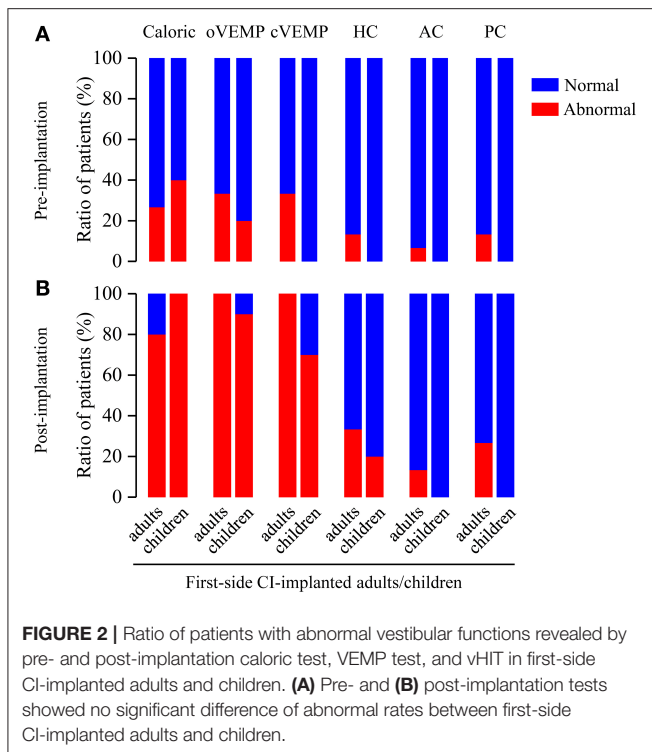 A
Caloric oVEMP cVEMP HC AC PC
Normal
Abnormal
Pre-implantation
Ratio of patients (%)
100
80
60
40
20
0
B
Post-implantation
Ratio of patients (%)
100
80
60
40
20
0
adults children adults children adults children adults children adults children adults children
First-side CI-implanted adults/children
FIGURE 2 | Ratio of patients with abnormal vestibular functions revealed by
pre- and post-implantation caloric test, VEMP test, and vHIT in first-side
CI-implanted adults and children. (A) Pre- and (B) post-implantation tests
showed no significant difference of abnormal rates between first-side
CI-implanted adults and children.